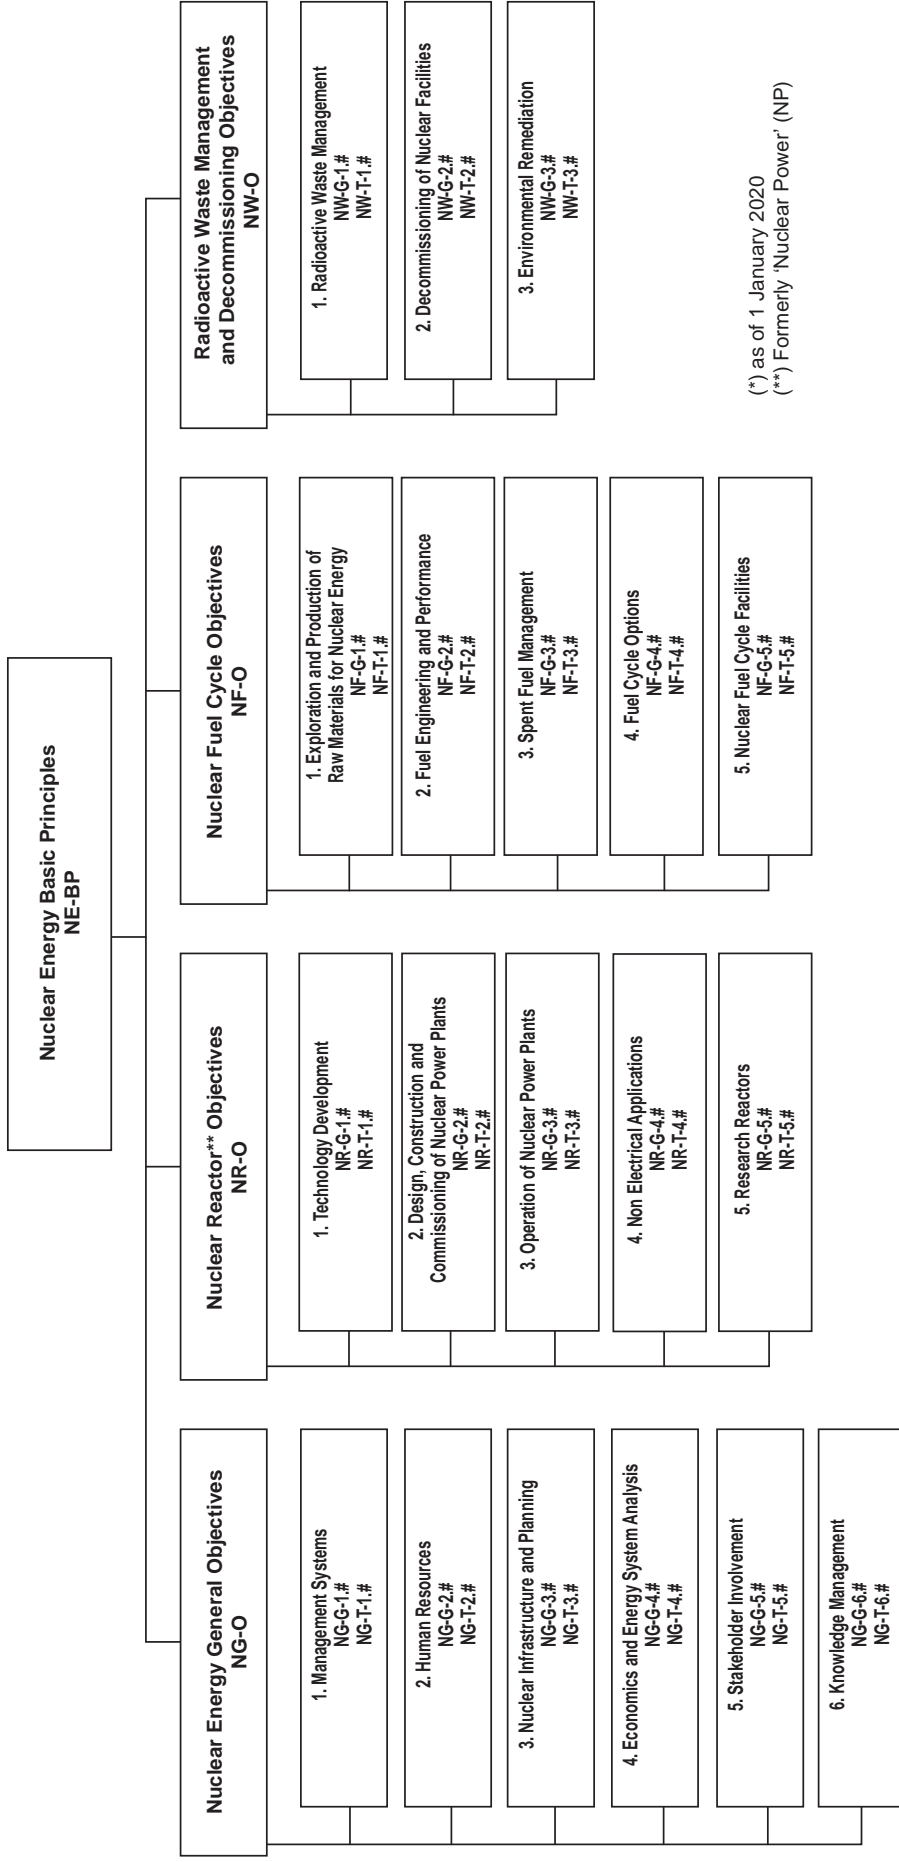 Nuclear Energy Basic Principles
NE-BP
Nuclear Energy General Objectives
NG-O
1. Management Systems
NG-G-1.#
NG-T-1.#
2. Human Resources
NG-G-2.#
NG-T-2.#
3. Nuclear Infrastructure and Planning
NG-G-3.#
NG-T-3.#
4. Economics and Energy System Analysis
NG-G-4.#
NG-T-4.#
5. Stakeholder Involvement
NG-G-5.#
NG-T-5.#
6. Knowledge Management
NG-G-6.#
NG-T-6.#
Nuclear Reactor** Objectives
NR-O
1. Technology Development
NR-G-1.#
NR-T-1.#
2. Design, Construction and
Commissioning of Nuclear Power Plants
NR-G-2.#
NR-T-2.#
3. Operation of Nuclear Power Plants
NR-G-3.#
NR-T-3.#
4. Non Electrical Applications
NR-G-4.#
NR-T-4.#
5. Research Reactors
NR-G-5.#
NR-T-5.#
Nuclear Fuel Cycle Objectives
NF-O
1. Exploration and Production of
Raw Materials for Nuclear Energy
NF-G-1.#
NF-T-1.#
2. Fuel Engineering and Performance
NF-G-2.#
NF-T-2.#
3. Spent Fuel Management
NF-G-3.#
NF-T-3.#
4. Fuel Cycle Options
NF-G-4.#
NF-T-4.#
5. Nuclear Fuel Cycle Facilities
NF-G-5.#
NF-T-5.#
Radioactive Waste Management
and Decommissioning Objectives
NW-O
1. Radioactive Waste Management
NW-G-1.#
NW-T-1.#
2. Decommissioning of Nuclear Facilities
NW-G-2.#
NW-T-2.#
3. Environmental Remediation
NW-G-3.#
NW-T-3.#
(*) as of 1 January 2020
(**) Formerly ‘Nuclear Power’ (NP)